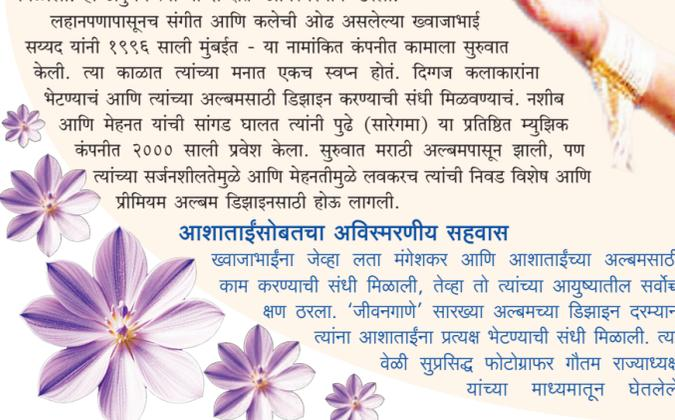 लहानपणापासूनच संगीत आणि कलेची ओढ असलेल्या ख्वाजाभाई
सय्यद यांनी १९९६ साली मुंबईत - या नामांकित कंपनीत कामाला सुरुवात
केली. त्या काळात त्यांच्या मनात एकच स्वप्न होतं. दिग्गज कलाकारांना
भेटण्याचं आणि त्यांच्या अल्बमसाठी डिझाइन करण्याची संधी मिळवण्याचं. नशीब
आणि मेहनत यांची सांगड घालत त्यांनी पुढे (सारेगमा) या प्रतिष्ठित म्युझिक
कंपनीत २००० साली प्रवेश केला. सुरुवात मराठी अल्बमपासून झाली, पण
त्यांच्या सर्जनशीलतेमुळे आणि मेहनतीमुळे लवकरच त्यांची निवड विशेष आणि
प्रीमियम अल्बम डिझाइनसाठी होऊ लागली.
आशाताईंसोबतचा अविस्मरणीय सहवास
ख्वाजाभाईंना जेव्हा लता मंगेशकर आणि आशाताईंच्या अल्बमसाठी
काम करण्याची संधी मिळाली, तेव्हा तो त्यांच्या आयुष्यातील सर्वोच्च
क्षण ठरला. 'जीवनगाणे' सारख्या अल्बमच्या डिझाइन दरम्यान
त्यांना आशाताईंना प्रत्यक्ष भेटण्याची संधी मिळाली. त्या
वेळी सुप्रसिद्ध फोटोग्राफर गौतम राज्याध्यक्ष
यांच्या माध्यमातून घेतलेले